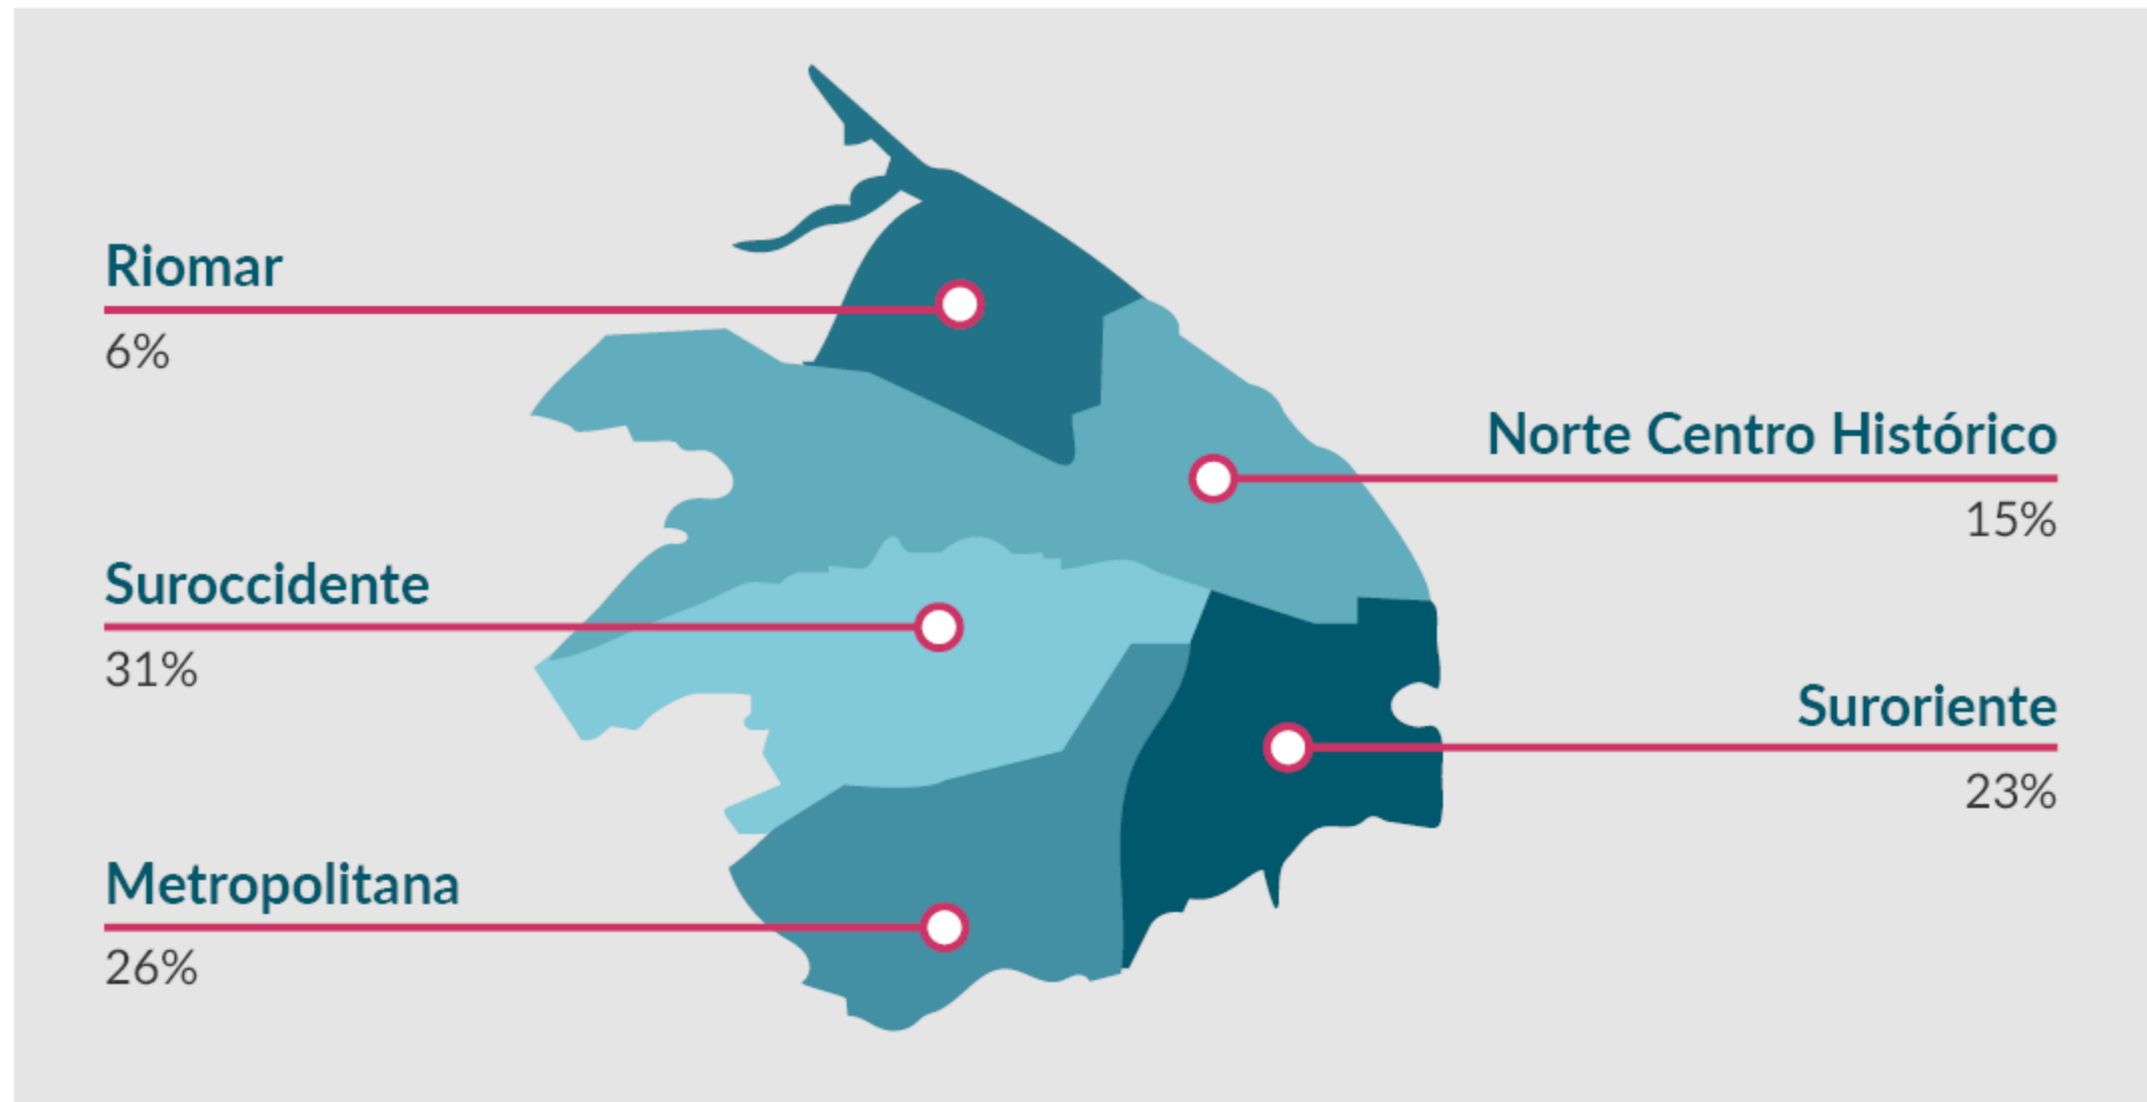 Riomar
6%
Norte Centro Histórico
15%
Suroccidente
31%
Suroriente
23%
Metropolitana
26%